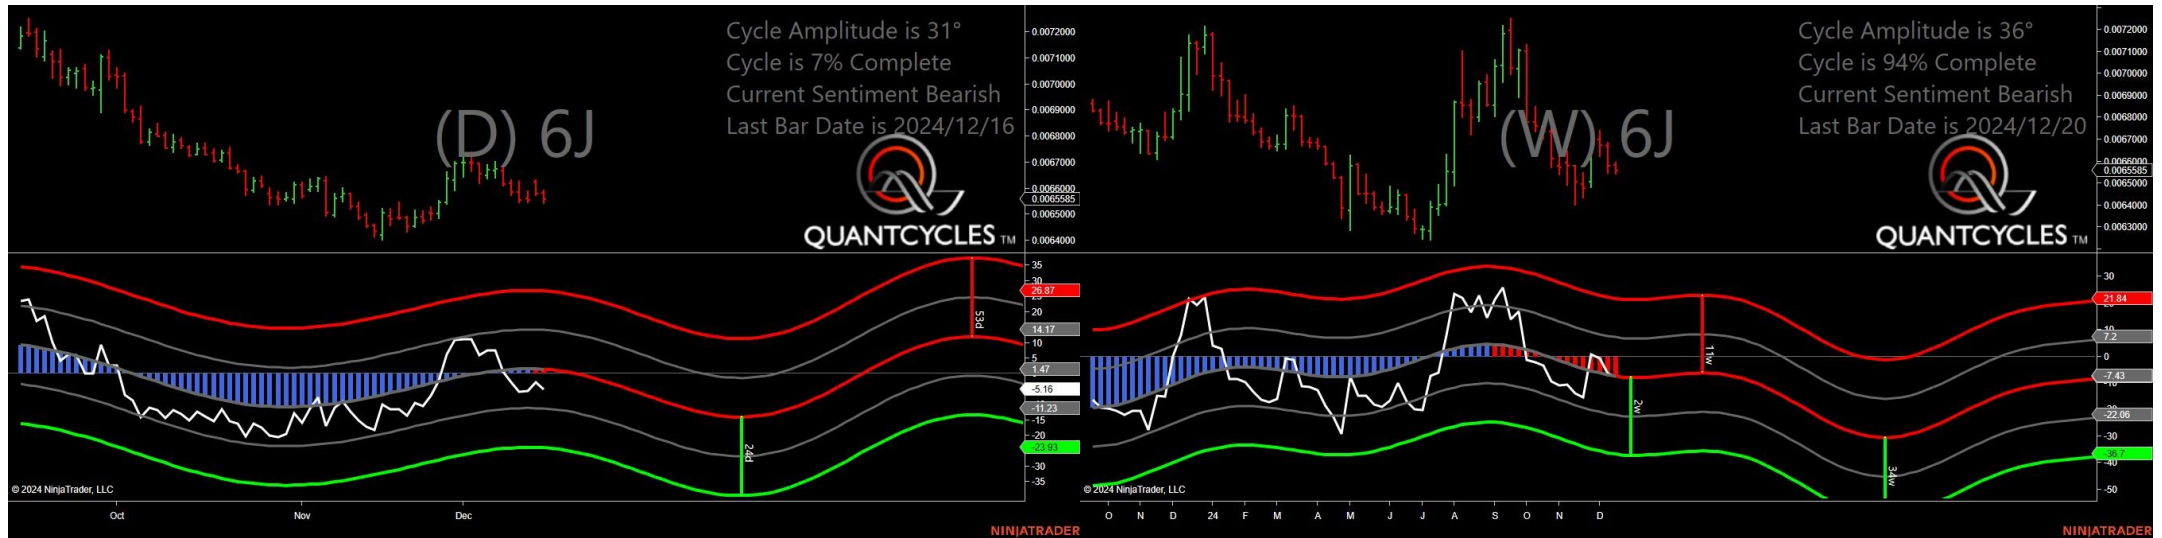 Cycle Amplitude is 31°
Cycle is 7% Complete
Current Sentiment Bearish
Last Bar Date is 2024/12/16
(D) 6J
QUANTCYCLES TM
0.0072000
0.0071000
0.0070000
0.0069000
0.0068000
0.0067000
0.0066000
0.0065585
0.0065000
0.0064000
35
30
26.87
20
14.17
10
5
1.47
-5.16
-11.23
-15
-20
-23.93
-30
-35
53d
24d
© 2024 NinjaTrader, LLC
Oct Nov Dec
NINJATRADER
Cycle Amplitude is 36°
Cycle is 94% Complete
Current Sentiment Bearish
Last Bar Date is 2024/12/20
(W) 6J
QUANTCYCLES TM
0.0072000
0.0071000
0.0070000
0.0069000
0.0068000
0.0067000
0.0066000
0.0065585
0.0065000
0.0064000
0.0063000
30
21.84
10
7.2
0
-7.43
-22.06
-30
-36.7
-40
-50
11w
2w
34w
© 2024 NinjaTrader, LLC
O N D 24 F M A M J J A S O N D
NINJATRADER